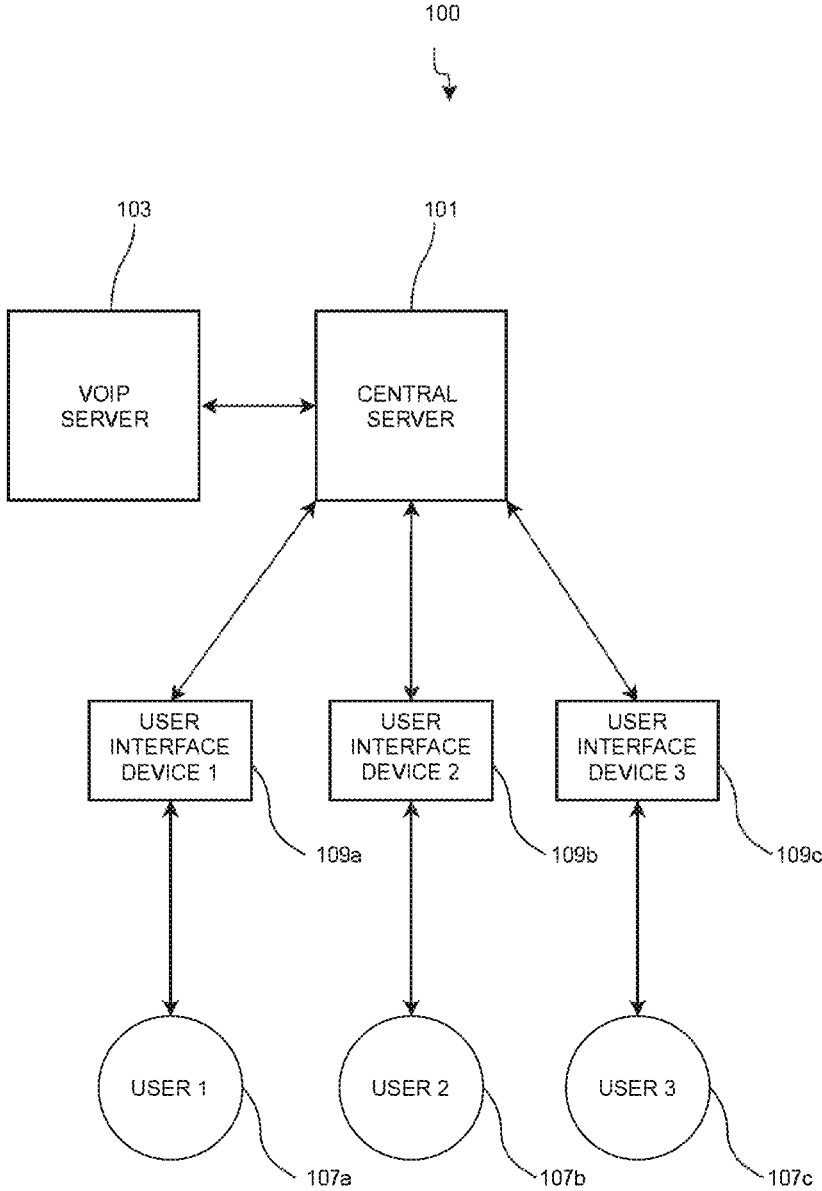 100
103
101
VOIP
SERVER
CENTRAL
SERVER
USER
INTERFACE
DEVICE 1
USER
INTERFACE
DEVICE 2
USER
INTERFACE
DEVICE 3
109a
109b
109c
USER 1
USER 2
USER 3
107a
107b
107c